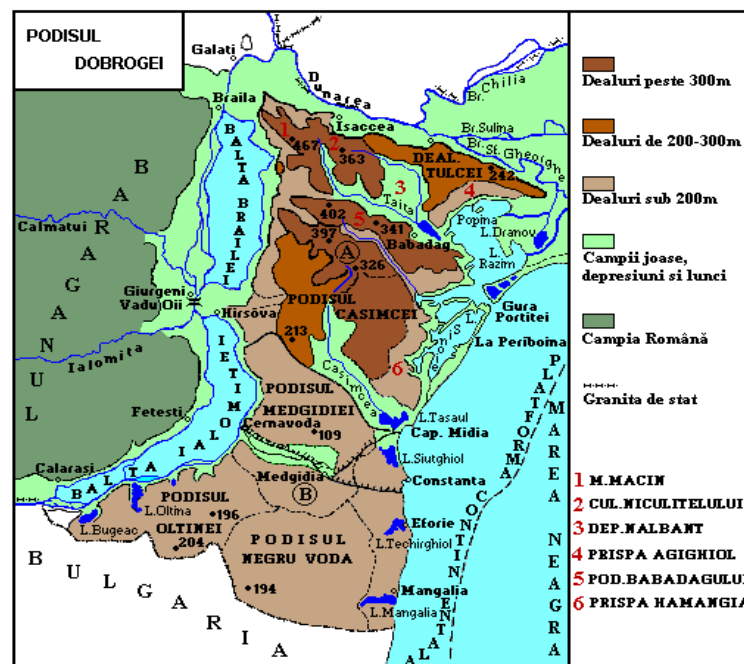 PODISUL
DOBROGEI
Galați
Dunarea
Br. Chilia
Braila
Isaccea
Br.Sulina
Br. Sf. Gheorghe
1
467
2
363
DEAL.
TULCEI
242
3
4
Taita
BALTA BRAILEI
BARAGANUL
Calmatui
402
5
341
Popina
L.Dranov
397
A
Babadag
L.
Razim
326
Giurgeni
Vadu Oii
Hirsova
PODISUL
CASIMCEI
Gura
Portitei
L. Sinoie
La Periboina
213
6
Ialomita
Casimcea
PODISUL
MEDGIDIEI
L.Tasaul
Cap. Midia
Fetesti
Cernavoda
109
L.Siutghiol
BALTA IALOMITEI
Calarasi
Medgidia
B
Constanta
PODISUL
OLTINEI
L.Oltina
196
L.Bugeac
204
Eforie
L.Techirghiol
PODISUL
NEGRU VODA
194
Mangalia
L.Mangalia
BULGARIA
PLATFORMA CONTINENTALA
MAREA NEAGRA
Dealuri peste 300m
Dealuri de 200-300m
Dealuri sub 200m
Campii joase,
depresiuni si lunci
Campia Română
Granita de stat
1 M.MACIN
2 CUL.NICULITELULUI
3 DEP.NALBANT
4 PRISPA AGIGHIOL
5 POD.BABADAGULUI
6 PRISPA HAMANGIA